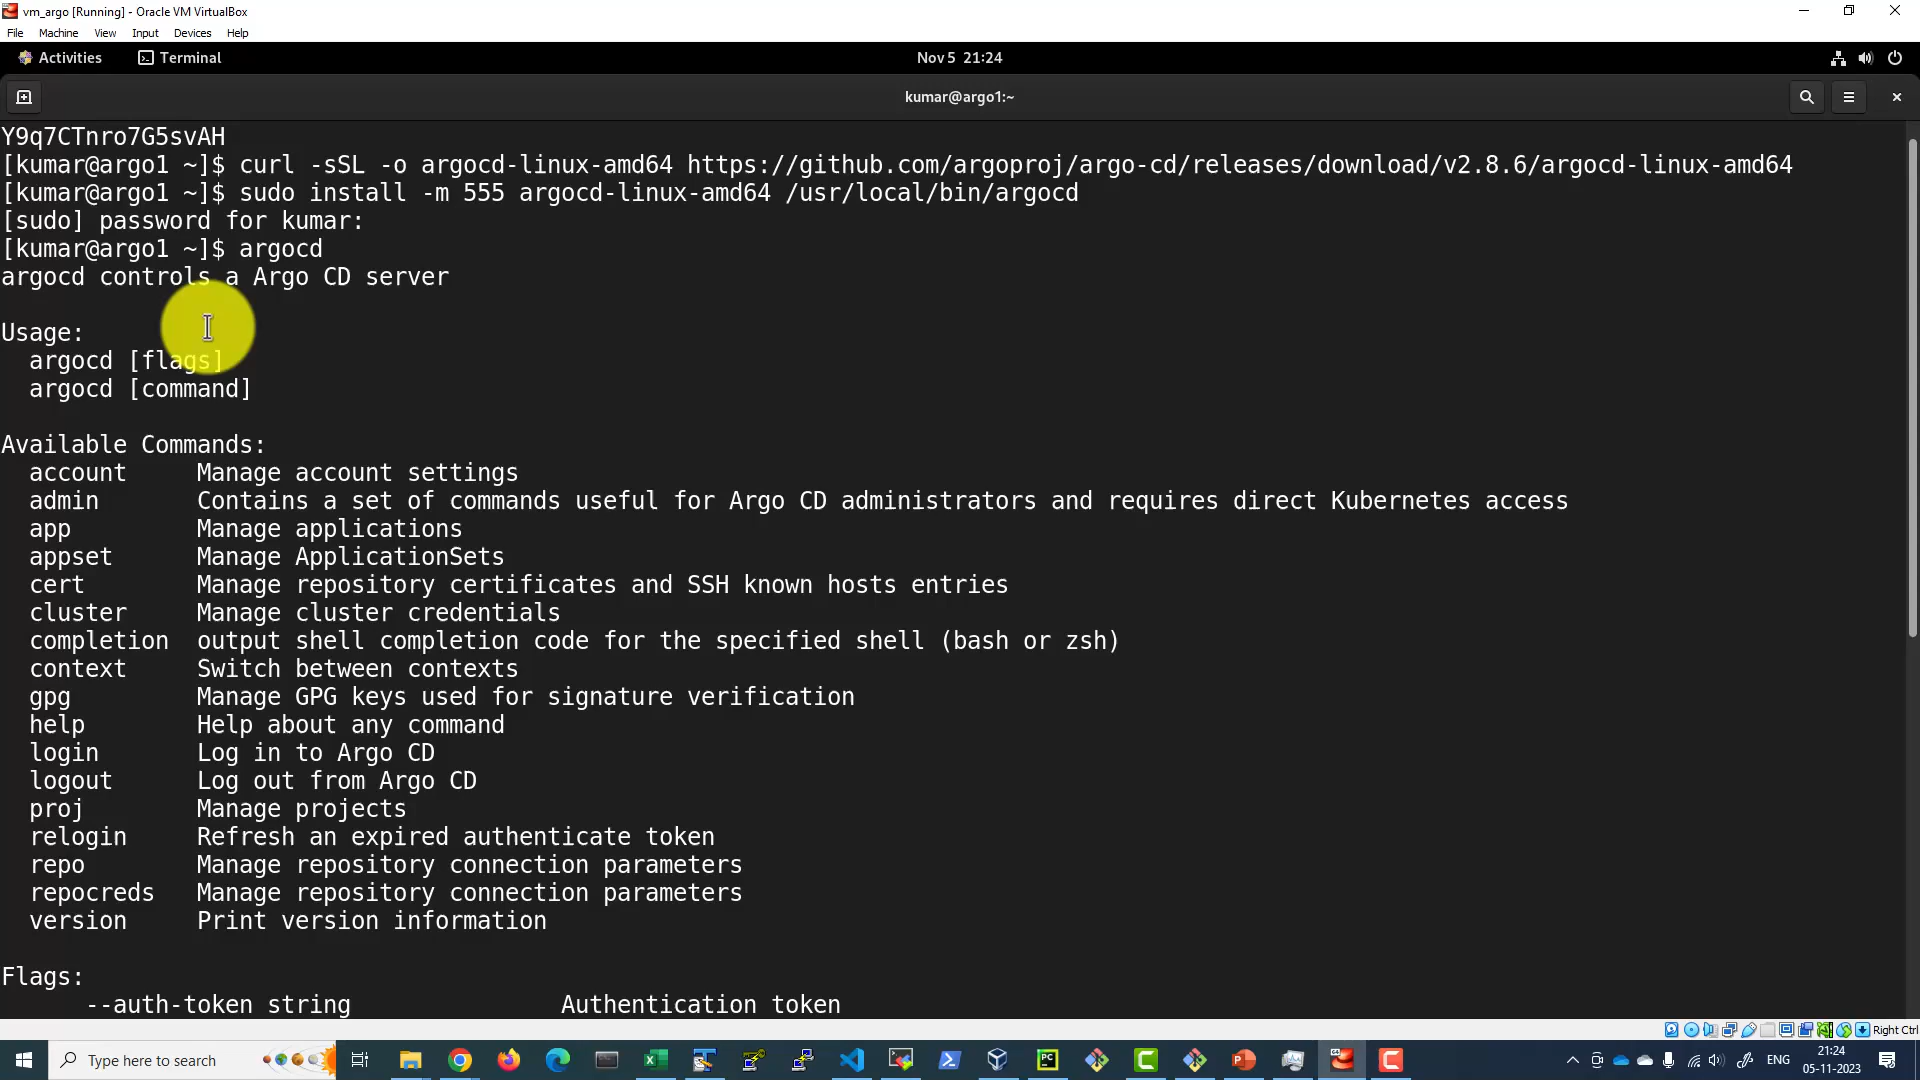 vm_argo [Running] - Oracle VM VirtualBox
File Machine View Input Devices Help
Activities Terminal Nov 5 21:24
kumar@argo1:~
Y9q7CTnro7G5svAH
[kumar@argo1 ~]$ curl -sSL -o argocd-linux-amd64 https://github.com/argoproj/argo-cd/releases/download/v2.8.6/argocd-linux-amd64
[kumar@argo1 ~]$ sudo install -m 555 argocd-linux-amd64 /usr/local/bin/argocd
[sudo] password for kumar:
[kumar@argo1 ~]$ argocd
argocd controls a Argo CD server
Usage:
argocd [flags]
argocd [command]
Available Commands:
account Manage account settings
admin Contains a set of commands useful for Argo CD administrators and requires direct Kubernetes access
app Manage applications
appset Manage ApplicationSets
cert Manage repository certificates and SSH known hosts entries
cluster Manage cluster credentials
completion output shell completion code for the specified shell (bash or zsh)
context Switch between contexts
gpg Manage GPG keys used for signature verification
help Help about any command
login Log in to Argo CD
logout Log out from Argo CD
proj Manage projects
relogin Refresh an expired authenticate token
repo Manage repository connection parameters
repocreds Manage repository connection parameters
version Print version information
Flags:
--auth-token string Authentication token
Right Ctrl
Type here to search
ENG
21:24
05-11-2023